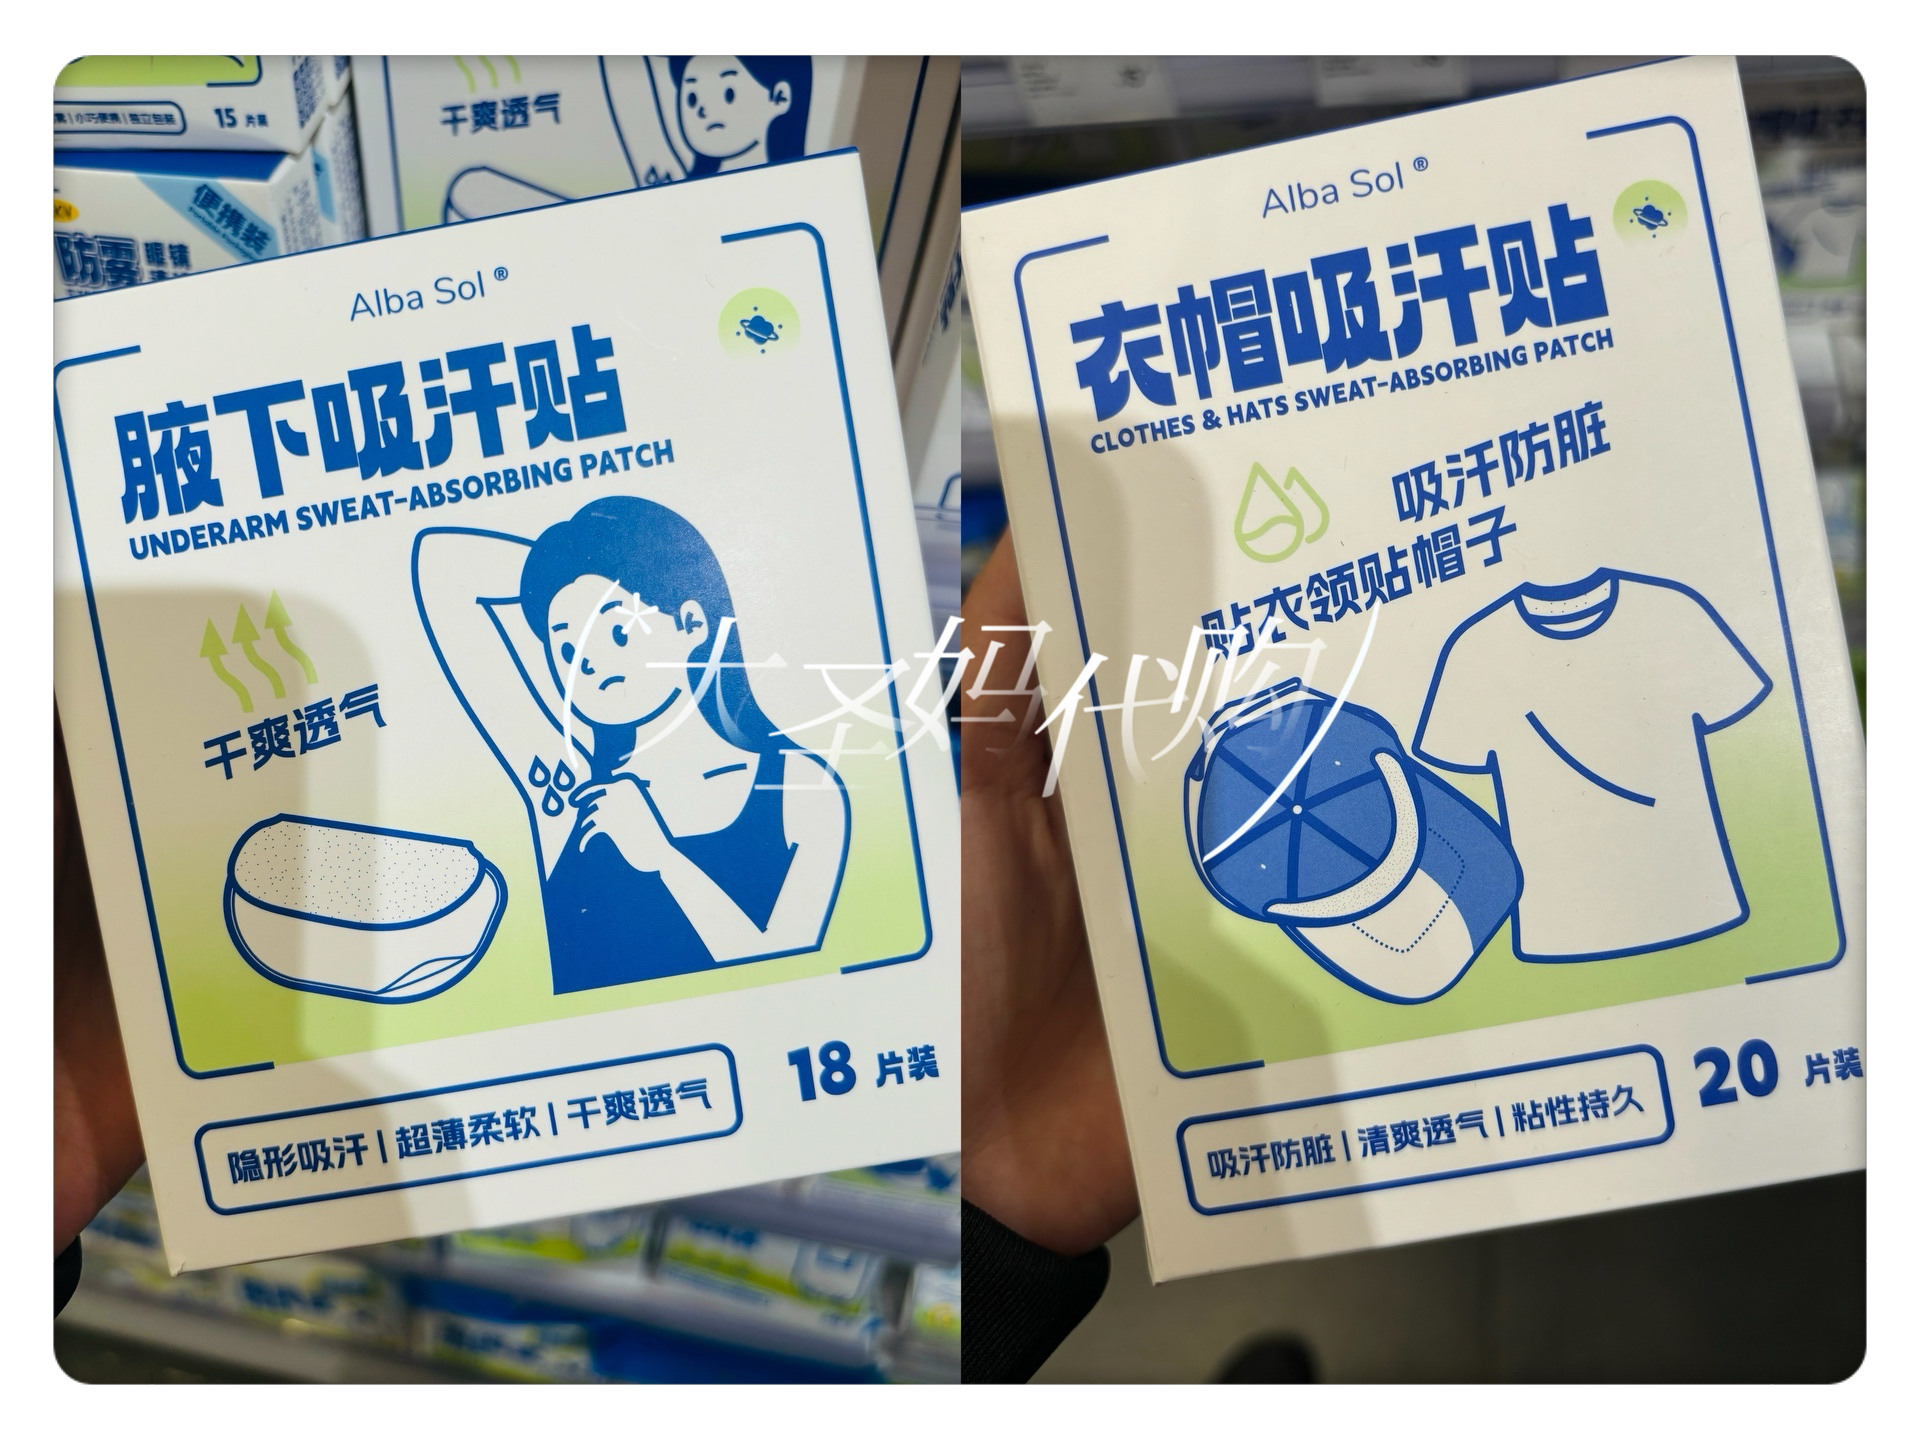 15 片装
干爽透气
便携装
防雾 眼镜
Alba Sol ®
腋下吸汗贴
UNDERARM SWEAT-ABSORBING PATCH
干爽透气
隐形吸汗 | 超薄柔软 | 干爽透气
18 片装
Alba Sol ®
衣帽吸汗贴
CLOTHES & HATS SWEAT-ABSORBING PATCH
吸汗防脏
贴衣领贴帽子
吸汗防脏 | 清爽透气 | 粘性持久
20 片装
(*大圣妈代购)